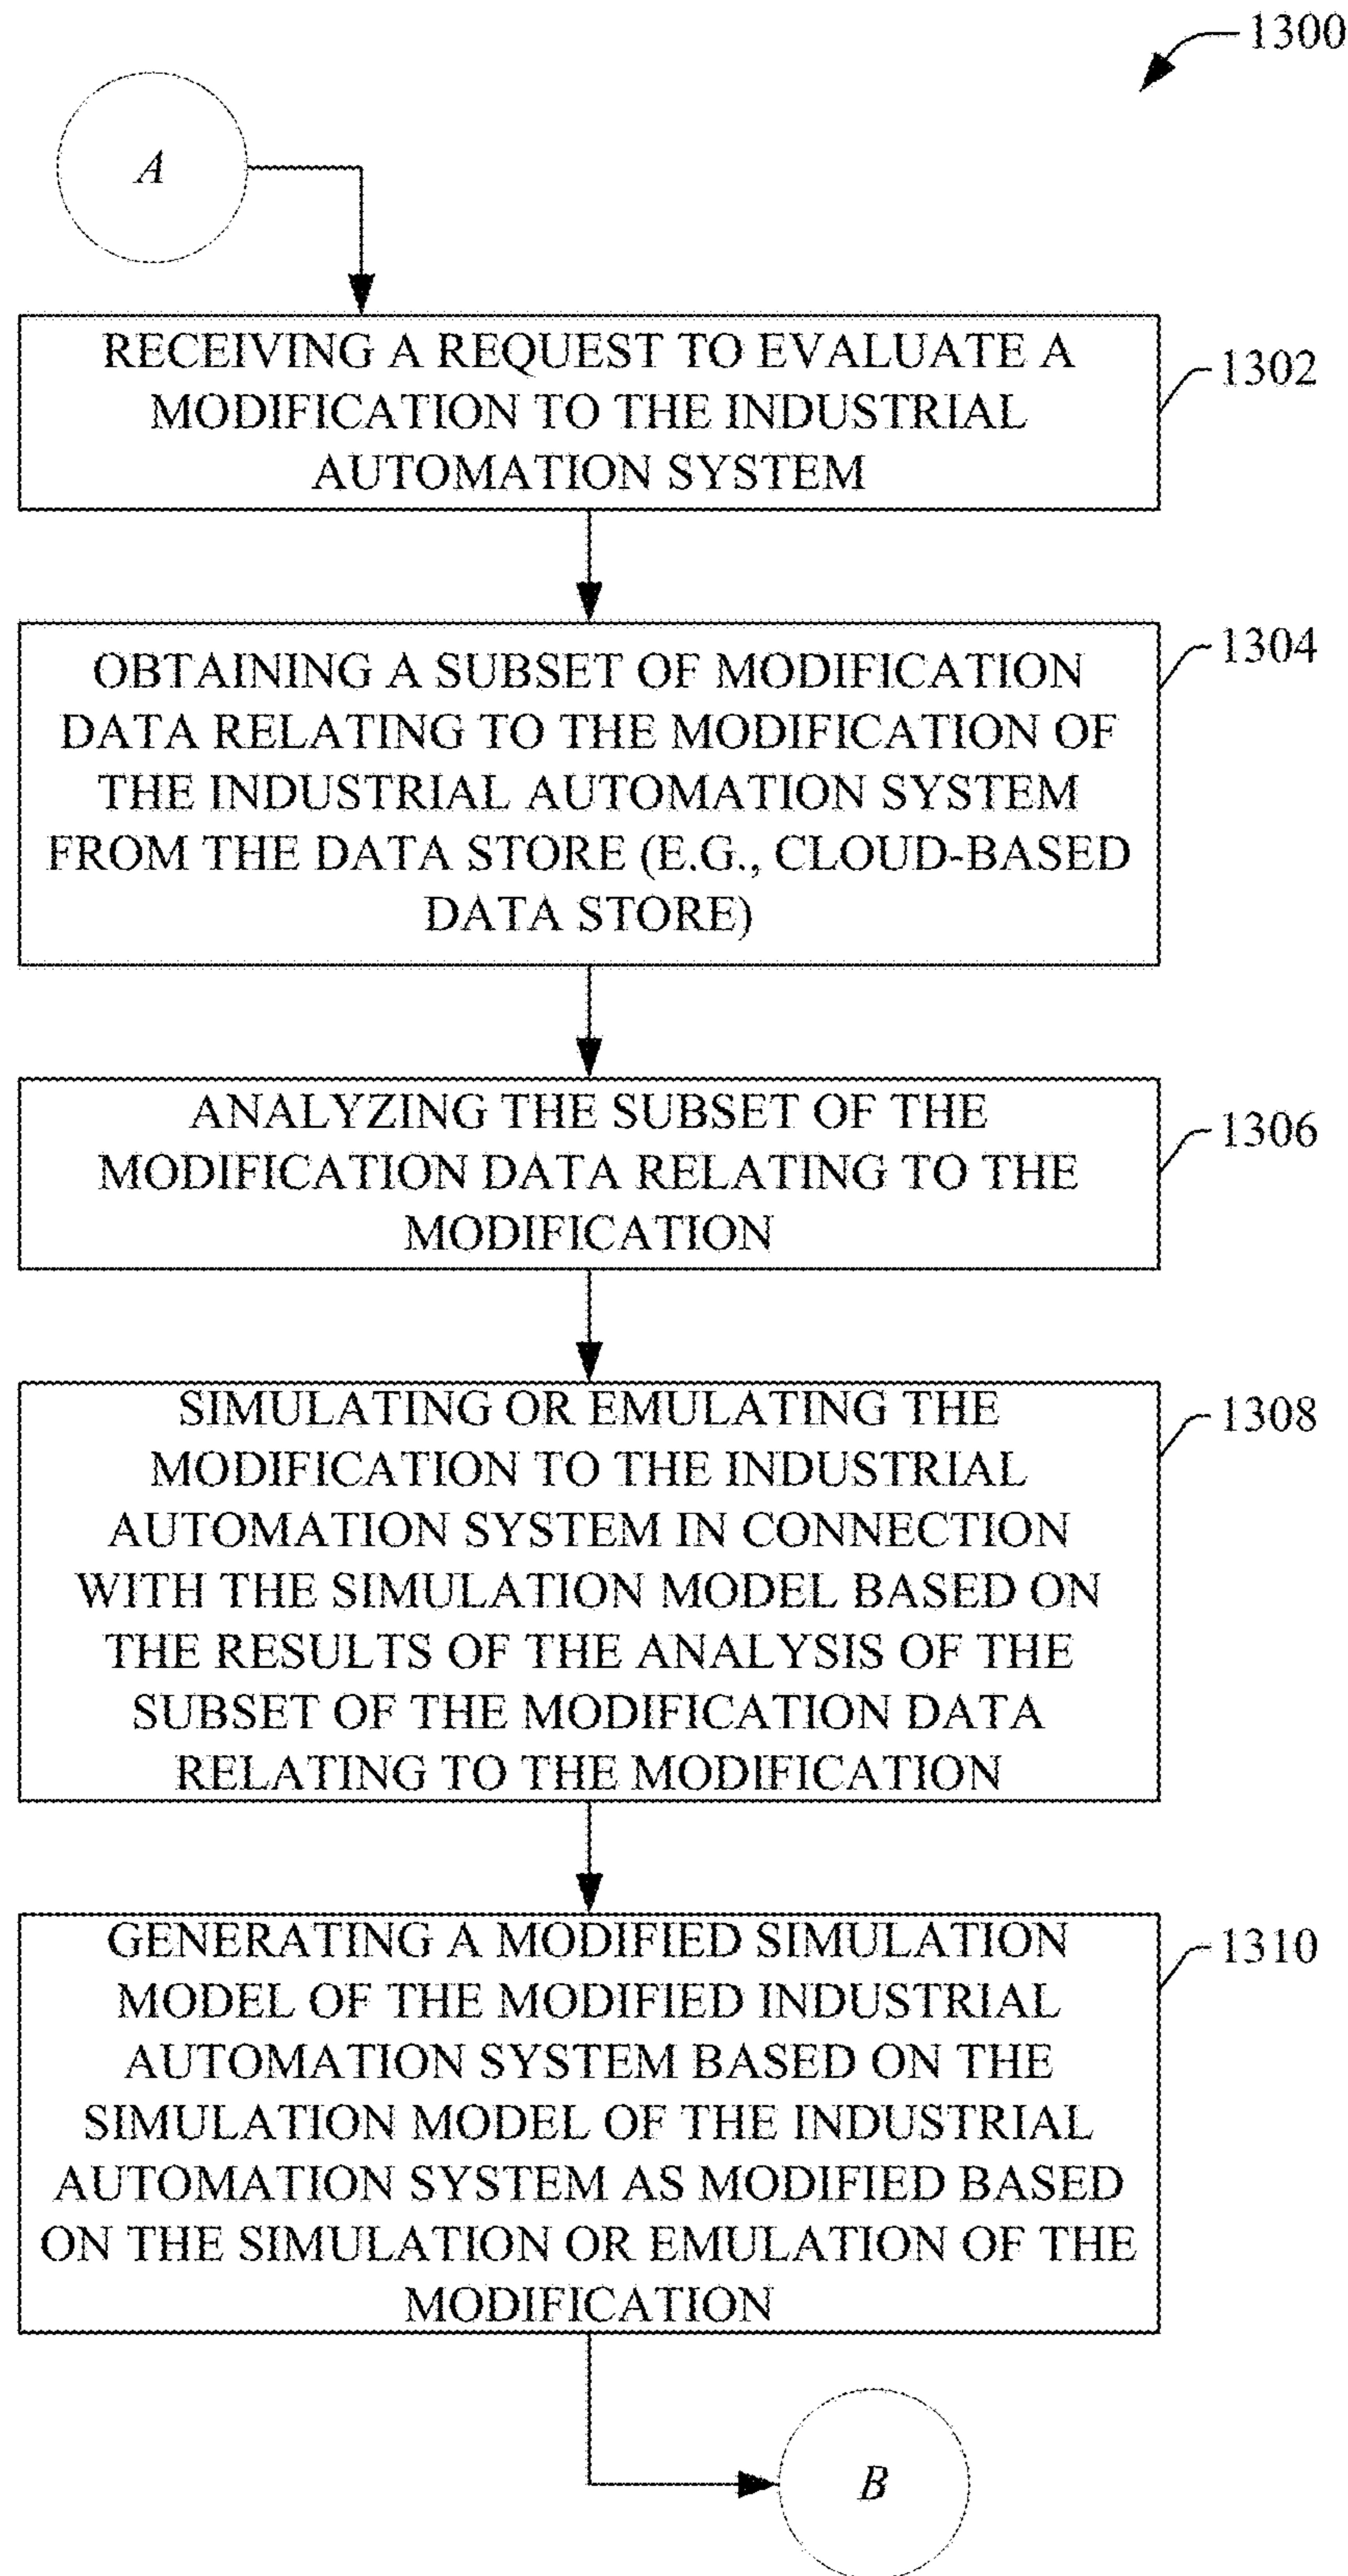 1300
A
RECEIVING A REQUEST TO EVALUATE A
MODIFICATION TO THE INDUSTRIAL
AUTOMATION SYSTEM
1302
OBTAINING A SUBSET OF MODIFICATION
DATA RELATING TO THE MODIFICATION OF
THE INDUSTRIAL AUTOMATION SYSTEM
FROM THE DATA STORE (E.G., CLOUD-BASED
DATA STORE)
1304
ANALYZING THE SUBSET OF THE
MODIFICATION DATA RELATING TO THE
MODIFICATION
1306
SIMULATING OR EMULATING THE
MODIFICATION TO THE INDUSTRIAL
AUTOMATION SYSTEM IN CONNECTION
WITH THE SIMULATION MODEL BASED ON
THE RESULTS OF THE ANALYSIS OF THE
SUBSET OF THE MODIFICATION DATA
RELATING TO THE MODIFICATION
1308
GENERATING A MODIFIED SIMULATION
MODEL OF THE MODIFIED INDUSTRIAL
AUTOMATION SYSTEM BASED ON THE
SIMULATION MODEL OF THE INDUSTRIAL
AUTOMATION SYSTEM AS MODIFIED BASED
ON THE SIMULATION OR EMULATION OF THE
MODIFICATION
1310
B